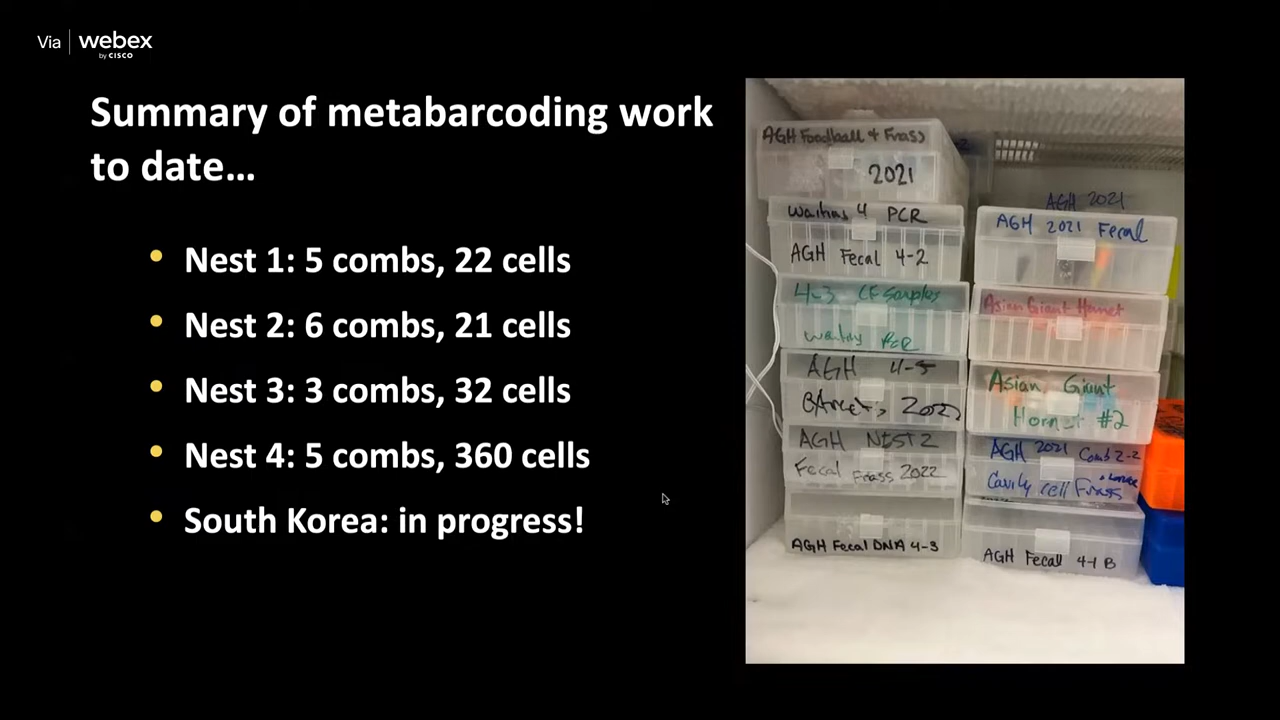 Via webex
by CISCO
Summary of metabarcoding work
to date...
• Nest 1: 5 combs, 22 cells
• Nest 2: 6 combs, 21 cells
• Nest 3: 3 combs, 32 cells
• Nest 4: 5 combs, 360 cells
• South Korea: in progress!
AGH Foodball & Frass
2021
Waiting 4 PCR
AGH Fecal 4-2
4-3 CF Samples
waiting PCR
AGH 4-5
2022
AGH NEST 2
Fecal Frass 2022
AGH Fecal DNA 4-3
AGH 2021
AGH 2021 Fecal
Asian Giant Hornet
Asian Giant
Hornet #2
AGH 2021 Comb 2-2
Cavity cell Frass
AGH Fecal 4-1 B